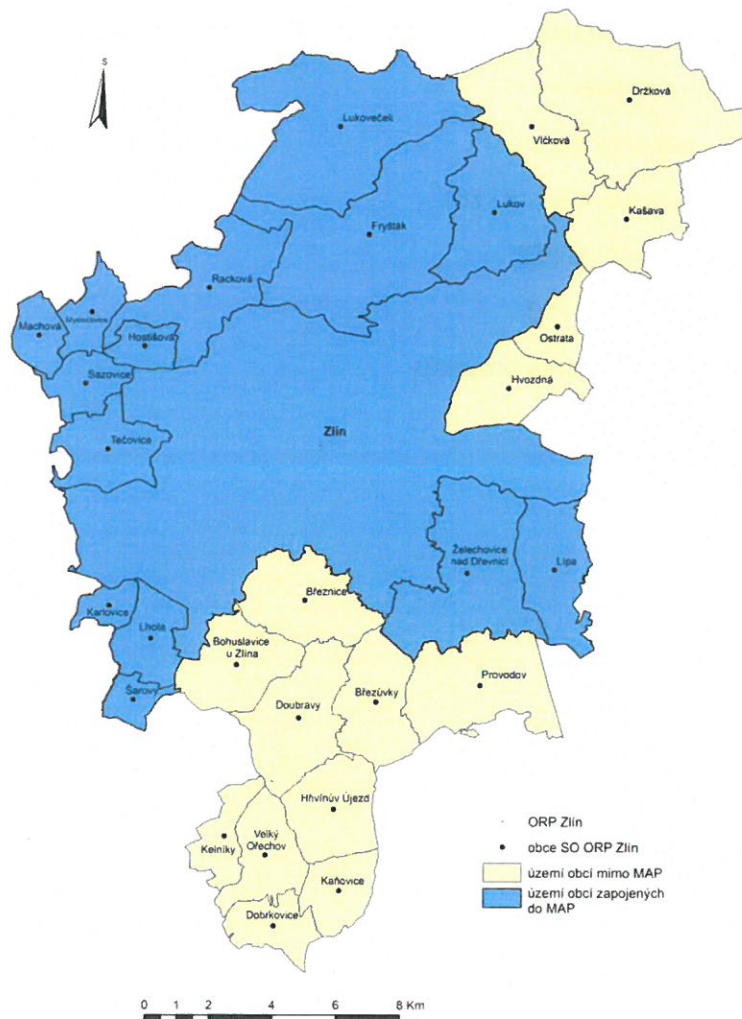 S
Držková
Lukoveček
Vlčková
Lukov
Kašava
Fryšták
Racková
Mysločovice
Machová
Ostrata
Hostišová
Sazovice
Hvozdná
Zlín
Tečovice
Želechovice
nad Dřevnicí
Lípa
Březnice
Karlovice
Lhota
Bohuslavice
u Zlína
Provodov
Šarovy
Březůvky
Doubravy
Hřivínův Újezd
ORP Zlín
Kelníky
Velký
Ořechov
obce SO ORP Zlín
území obcí mimo MAP
Kaňovice
území obcí zapojených
do MAP
Dobrkovice
0 1 2 4 6 8 Km